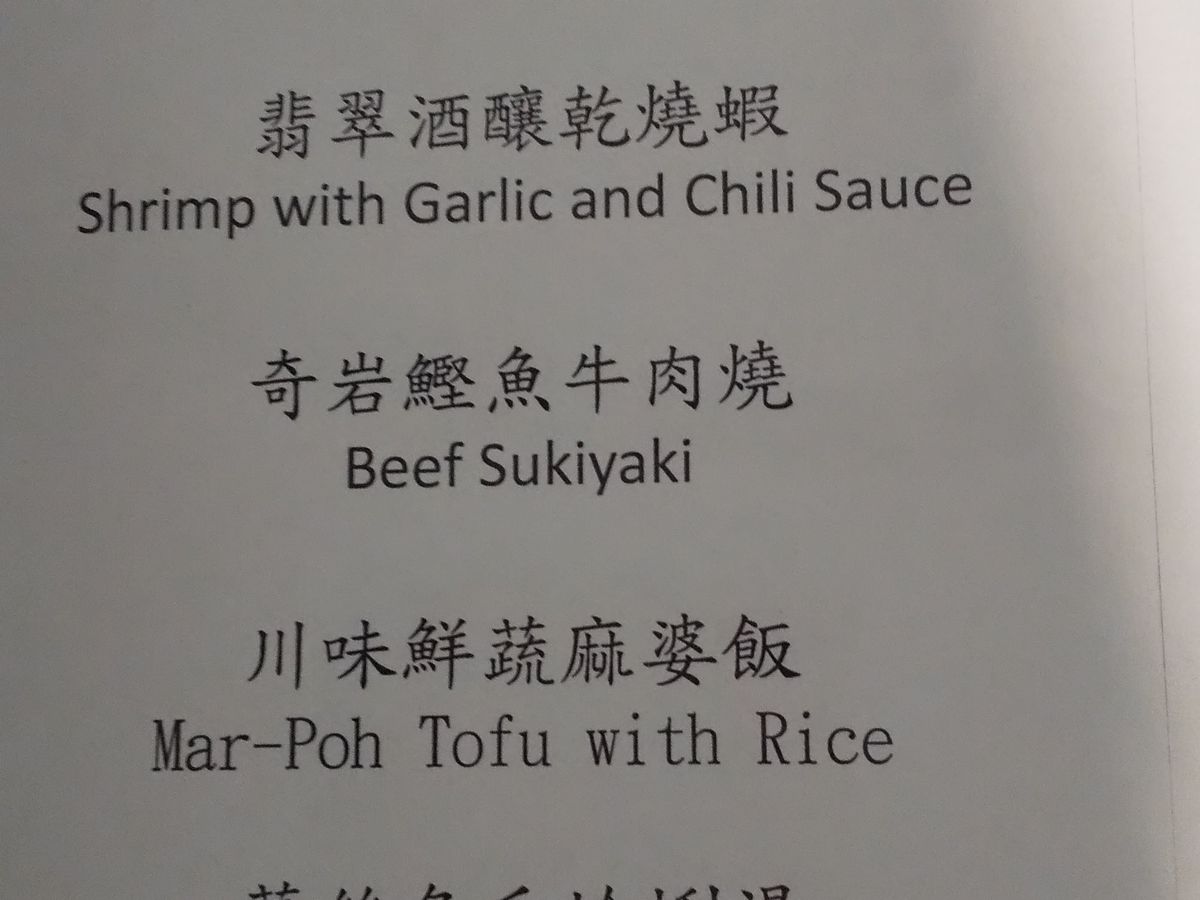 翡翠酒釀乾燒蝦
Shrimp with Garlic and Chili Sauce
奇岩鰹魚牛肉燒
Beef Sukiyaki
川味鮮蔬麻婆飯
Mar-Poh Tofu with Rice